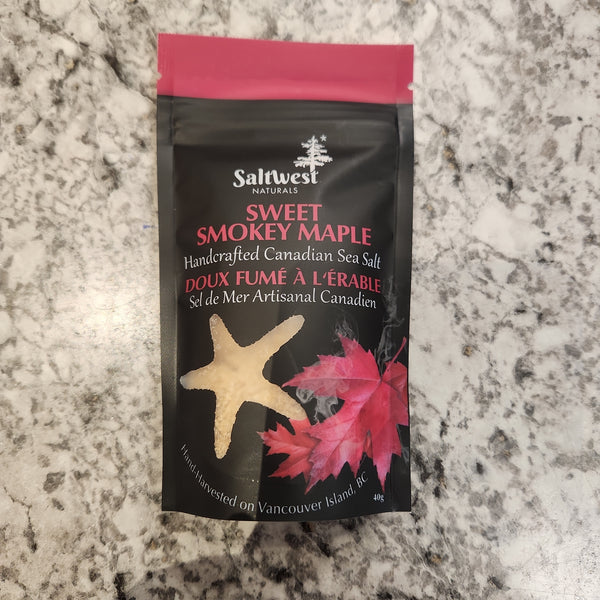 SaltWest
NATURALS
SWEET
SMOKEY MAPLE
Handcrafted Canadian Sea Salt
DOUX FUMÉ À L'ÉRABLE
Sel de Mer Artisanal Canadien
Hand-Harvested on Vancouver Island, BC
40g